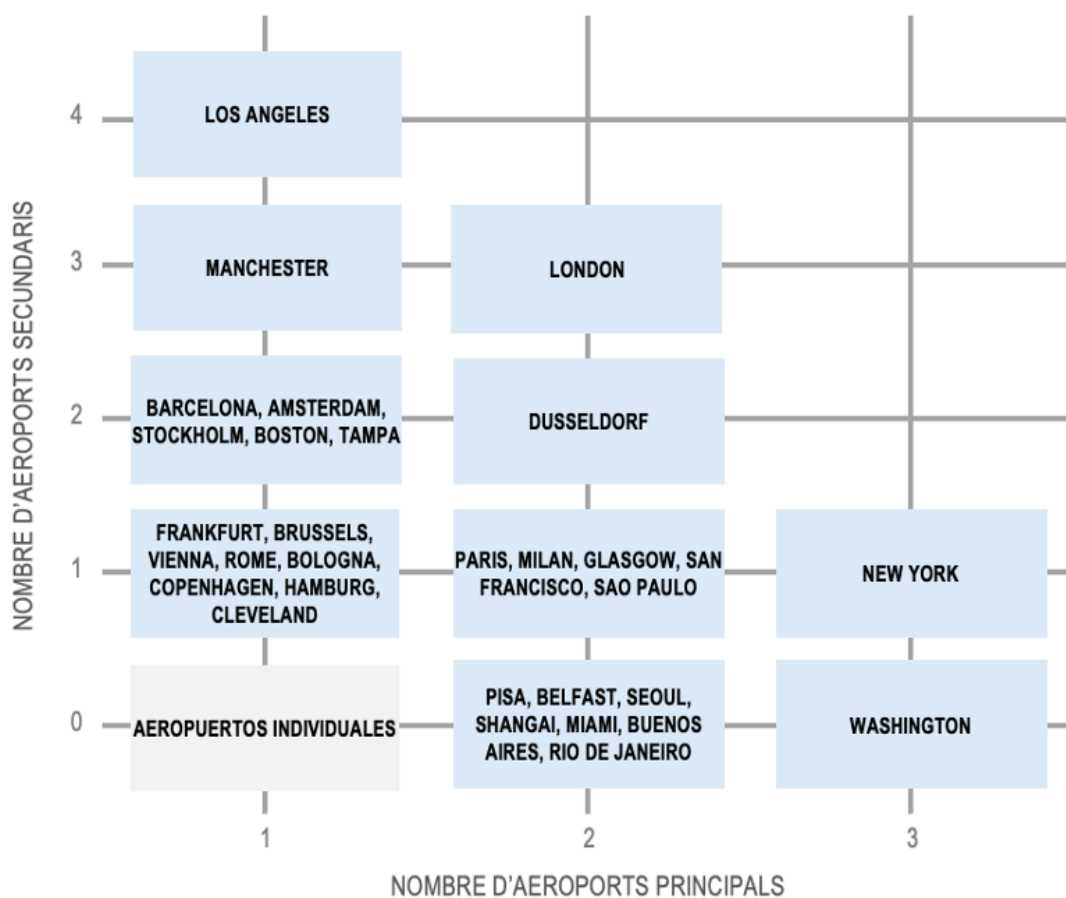 NOMBRE D'AEROPORTS SECUNDARIS
4
LOS ANGELES
3
MANCHESTER
LONDON
2
BARCELONA, AMSTERDAM,
STOCKHOLM, BOSTON, TAMPA
DUSSELDORF
1
FRANKFURT, BRUSSELS,
VIENNA, ROME, BOLOGNA,
COPENHAGEN, HAMBURG,
CLEVELAND
PARIS, MILAN, GLASGOW, SAN
FRANCISCO, SAO PAULO
NEW YORK
0
AEROPUERTOS INDIVIDUALES
PISA, BELFAST, SEOUL,
SHANGAI, MIAMI, BUENOS
AIRES, RIO DE JANEIRO
WASHINGTON
1
2
3
NOMBRE D'AEROPORTS PRINCIPALS